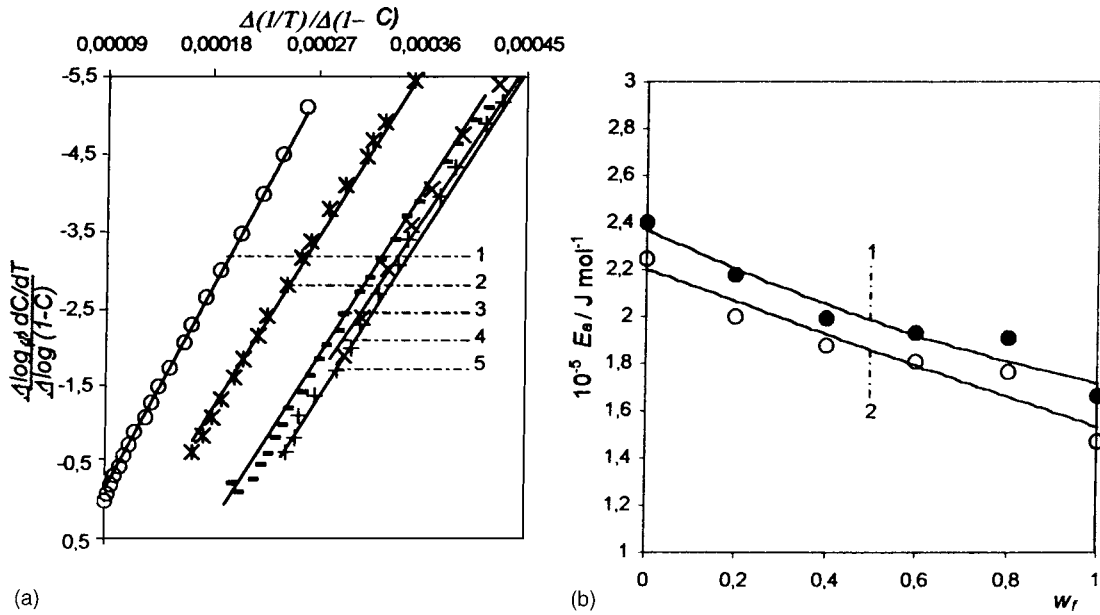 Δ(1/T)/Δ(1– C)
0,00009 0,00018 0,00027 0,00036 0,00045
-5,5
-4,5
-3,5
-2,5
-1,5
-0,5
0,5
Δlog φ dC/dT
Δlog (1-C)
1
2
3
4
5
(a)
3
2,8
2,6
2,4
2,2
2
1,8
1,6
1,4
1,2
1
10⁻⁵ Eₐ / J mol⁻¹
1
2
0 0,2 0,4 0,6 0,8 1
w_f
(b)